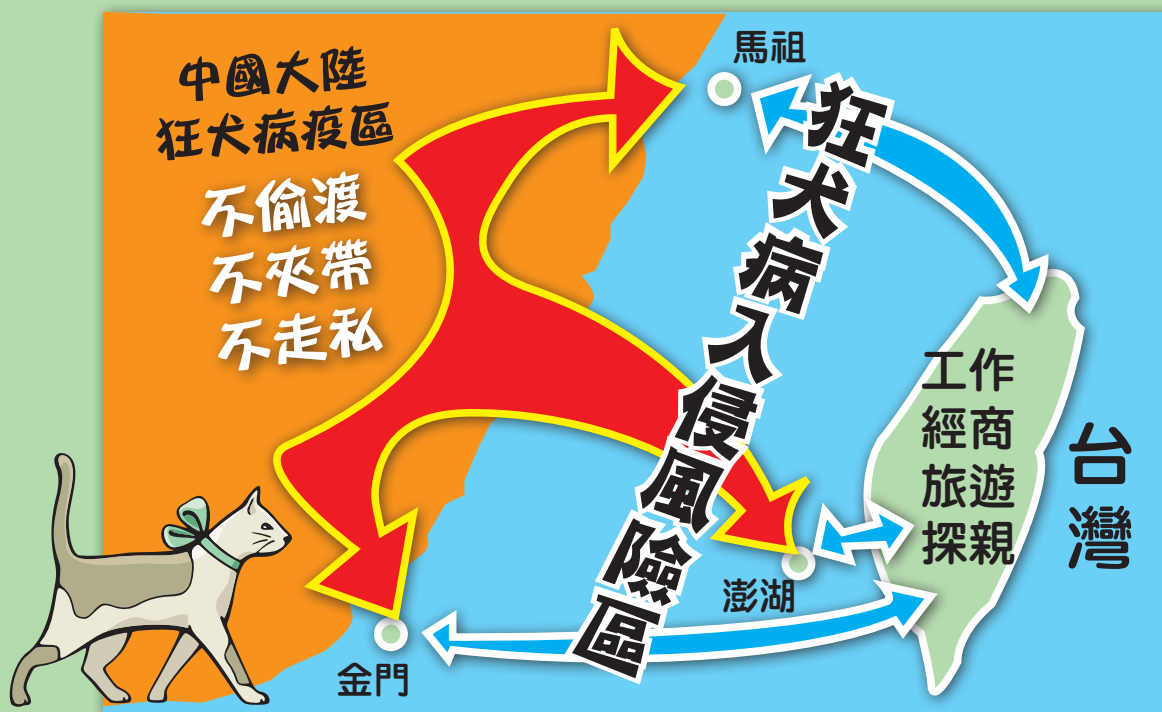 中國大陸
狂犬病疫區
不偷渡
不夾帶
不走私
馬祖
狂犬病入侵風險區
工作
經商
旅遊
探親
台灣
澎湖
金門